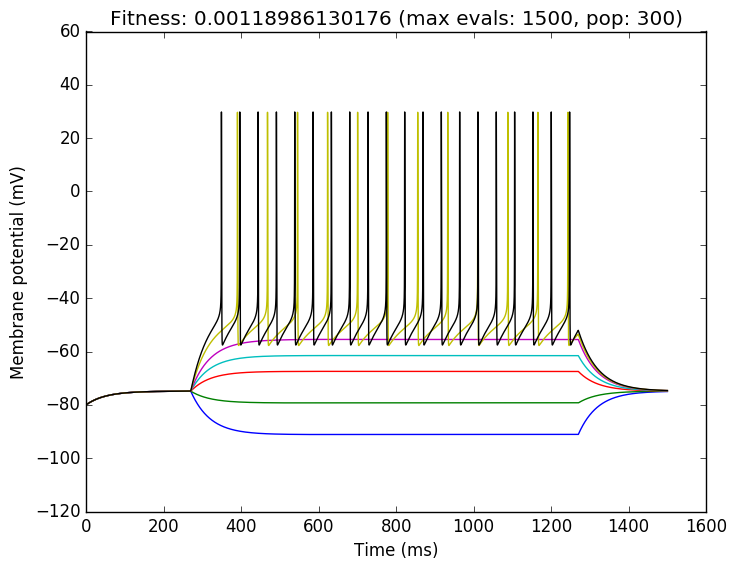 Fitness: 0.00118986130176 (max evals: 1500, pop: 300)
60
40
20
0
−20
−40
−60
−80
−100
−120
Membrane potential (mV)
0 200 400 600 800 1000 1200 1400 1600
Time (ms)